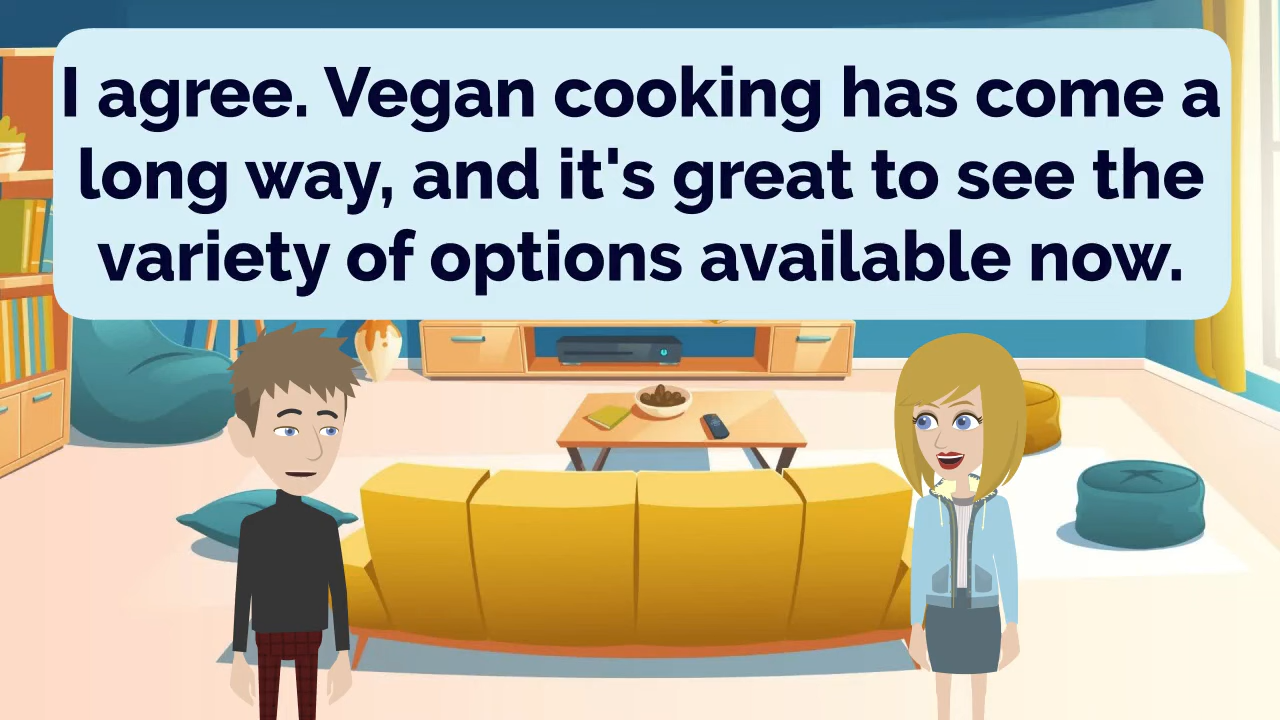 I agree. Vegan cooking has come a
long way, and it's great to see the
variety of options available now.